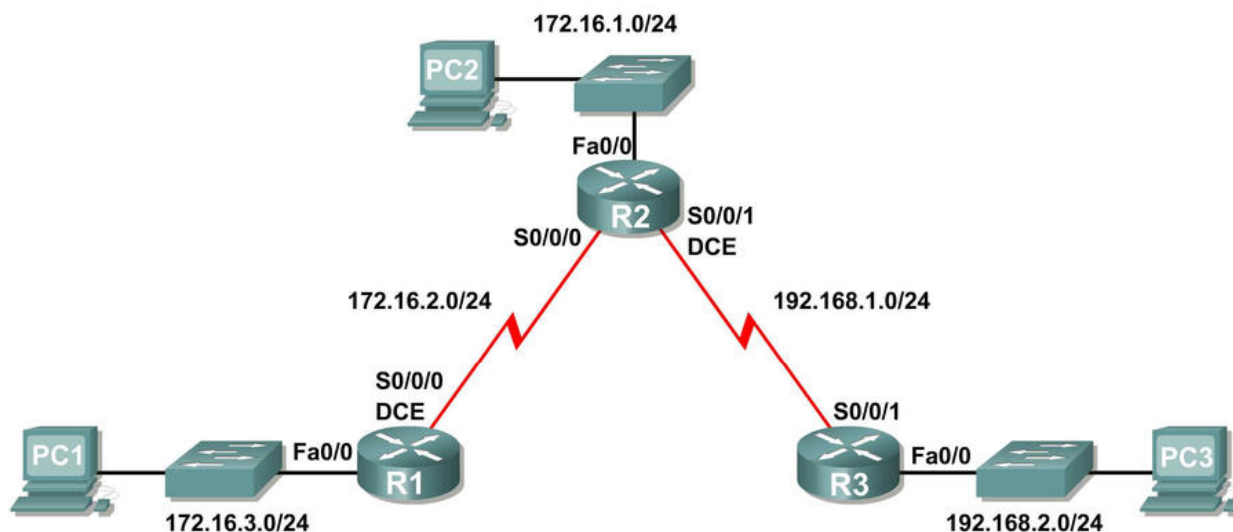 172.16.1.0/24
PC2
Fa0/0
R2
S0/0/1
DCE
S0/0/0
172.16.2.0/24
192.168.1.0/24
S0/0/0
DCE
S0/0/1
PC1
Fa0/0
R1
R3
Fa0/0
PC3
172.16.3.0/24
192.168.2.0/24